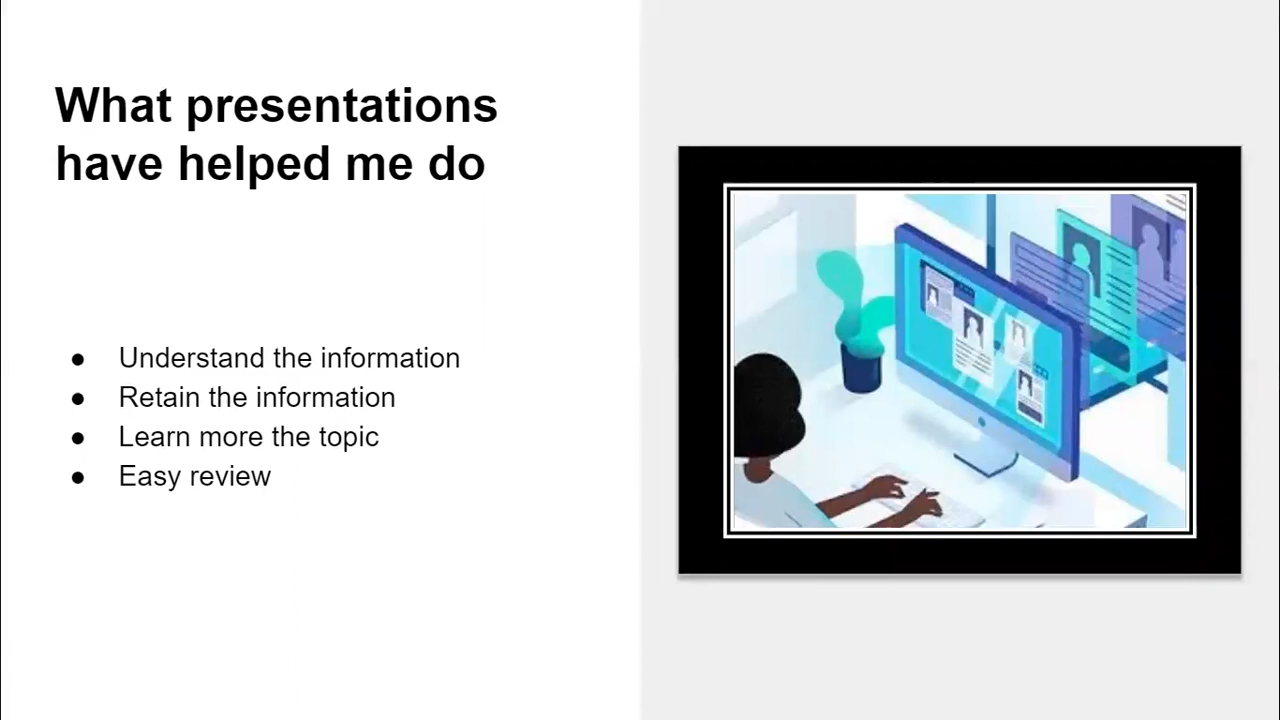 What presentations
have helped me do
● Understand the information
● Retain the information
● Learn more the topic
● Easy review